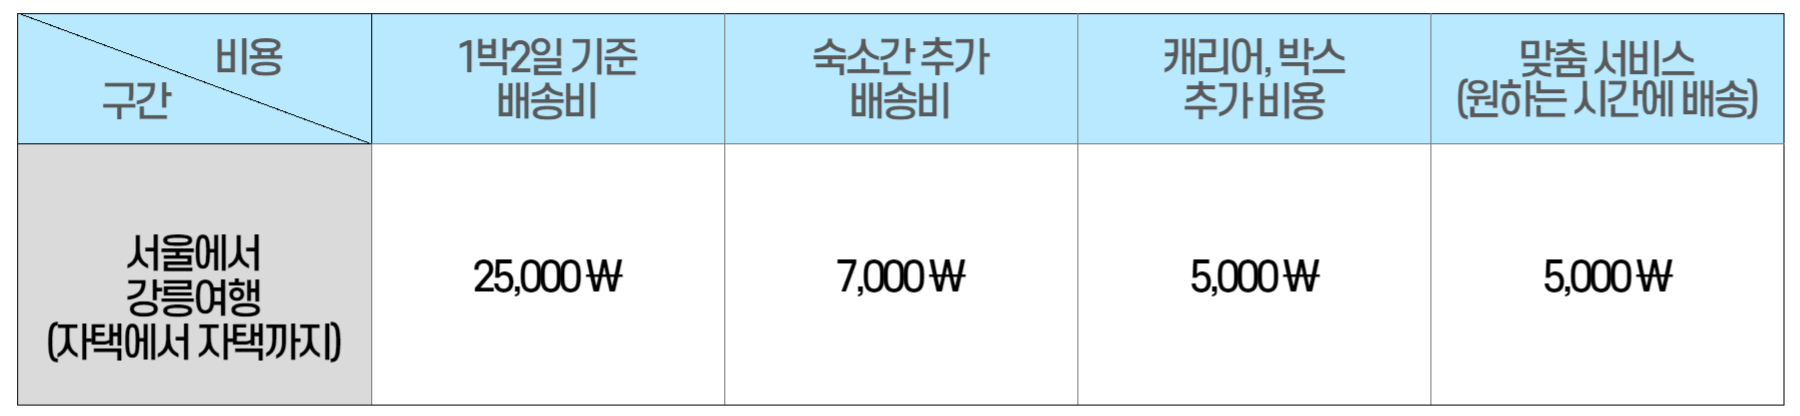 비용
구간
1박2일 기준
배송비
숙소간 추가
배송비
캐리어, 박스
추가 비용
맞춤 서비스
(원하는 시간에 배송)
서울에서
강릉여행
(자택에서 자택까지)
25,000₩
7,000₩
5,000₩
5,000₩